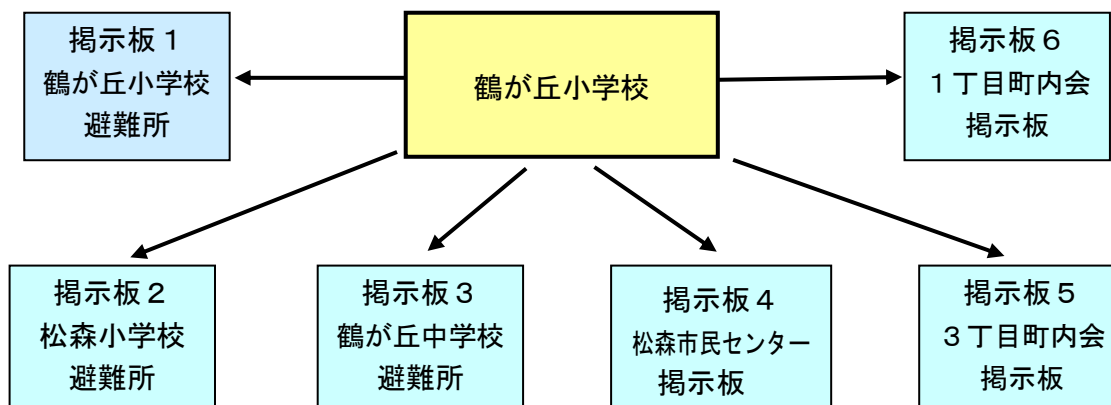 掲示板１
鶴が丘小学校
避難所
鶴が丘小学校
掲示板６
１丁目町内会
掲示板
掲示板２
松森小学校
避難所
掲示板３
鶴が丘中学校
避難所
掲示板４
松森市民センター
掲示板
掲示板５
３丁目町内会
掲示板